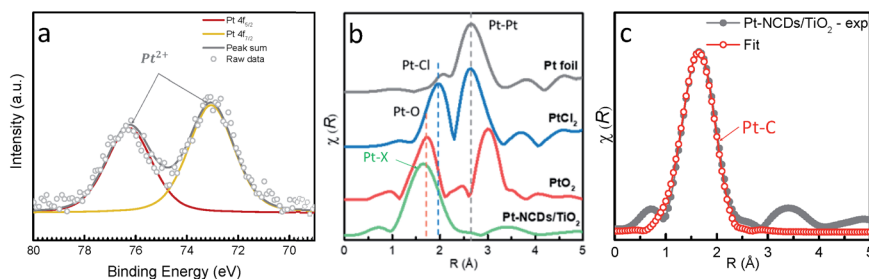 a
Pt 4f5/2
Pt 4f7/2
Peak sum
Raw data
Pt2+
Intensity (a.u.)
80 78 76 74 72 70
Binding Energy (eV)
b
Pt-Pt
Pt-Cl
Pt foil
Pt-O
PtCl2
Pt-X
PtO2
Pt-NCDs/TiO2
χ (R)
0 1 2 3 4 5
R (Å)
c
Pt-NCDs/TiO2 - exp
Fit
Pt-C
χ(R)
0 1 2 3 4 5
R (Å)